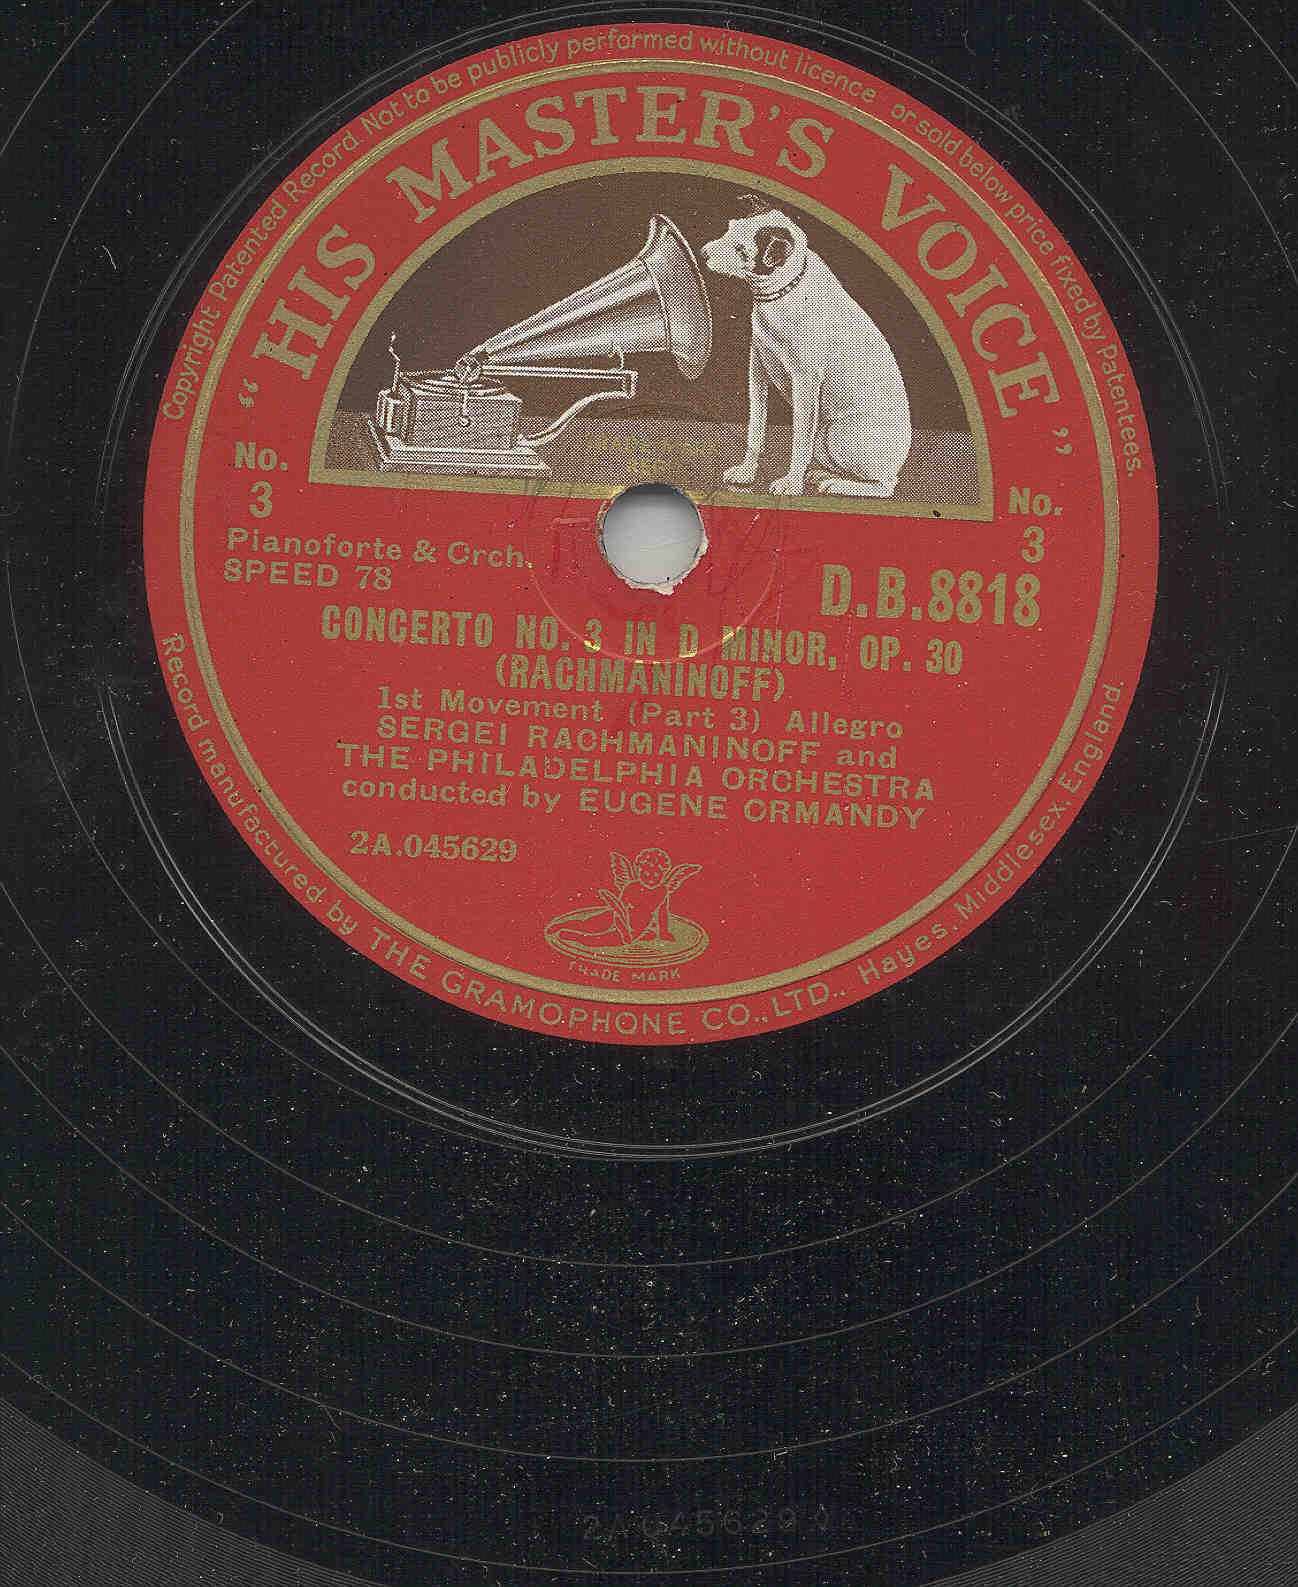 Copyright Patented Record. Not to be publicly performed without licence or sold below price fixed by Patentees.
"HIS MASTER'S VOICE"
No. 3
No. 3
Pianoforte & Orch.
SPEED 78
D.B.8818
CONCERTO NO. 3 IN D MINOR, OP. 30
(RACHMANINOFF)
1st Movement (Part 3) Allegro
SERGEI RACHMANINOFF and
THE PHILADELPHIA ORCHESTRA
conducted by EUGENE ORMANDY
2A.045629
TRADE MARK
Record manufactured by THE GRAMOPHONE CO., LTD., Hayes, Middlesex, England.
2A 045629